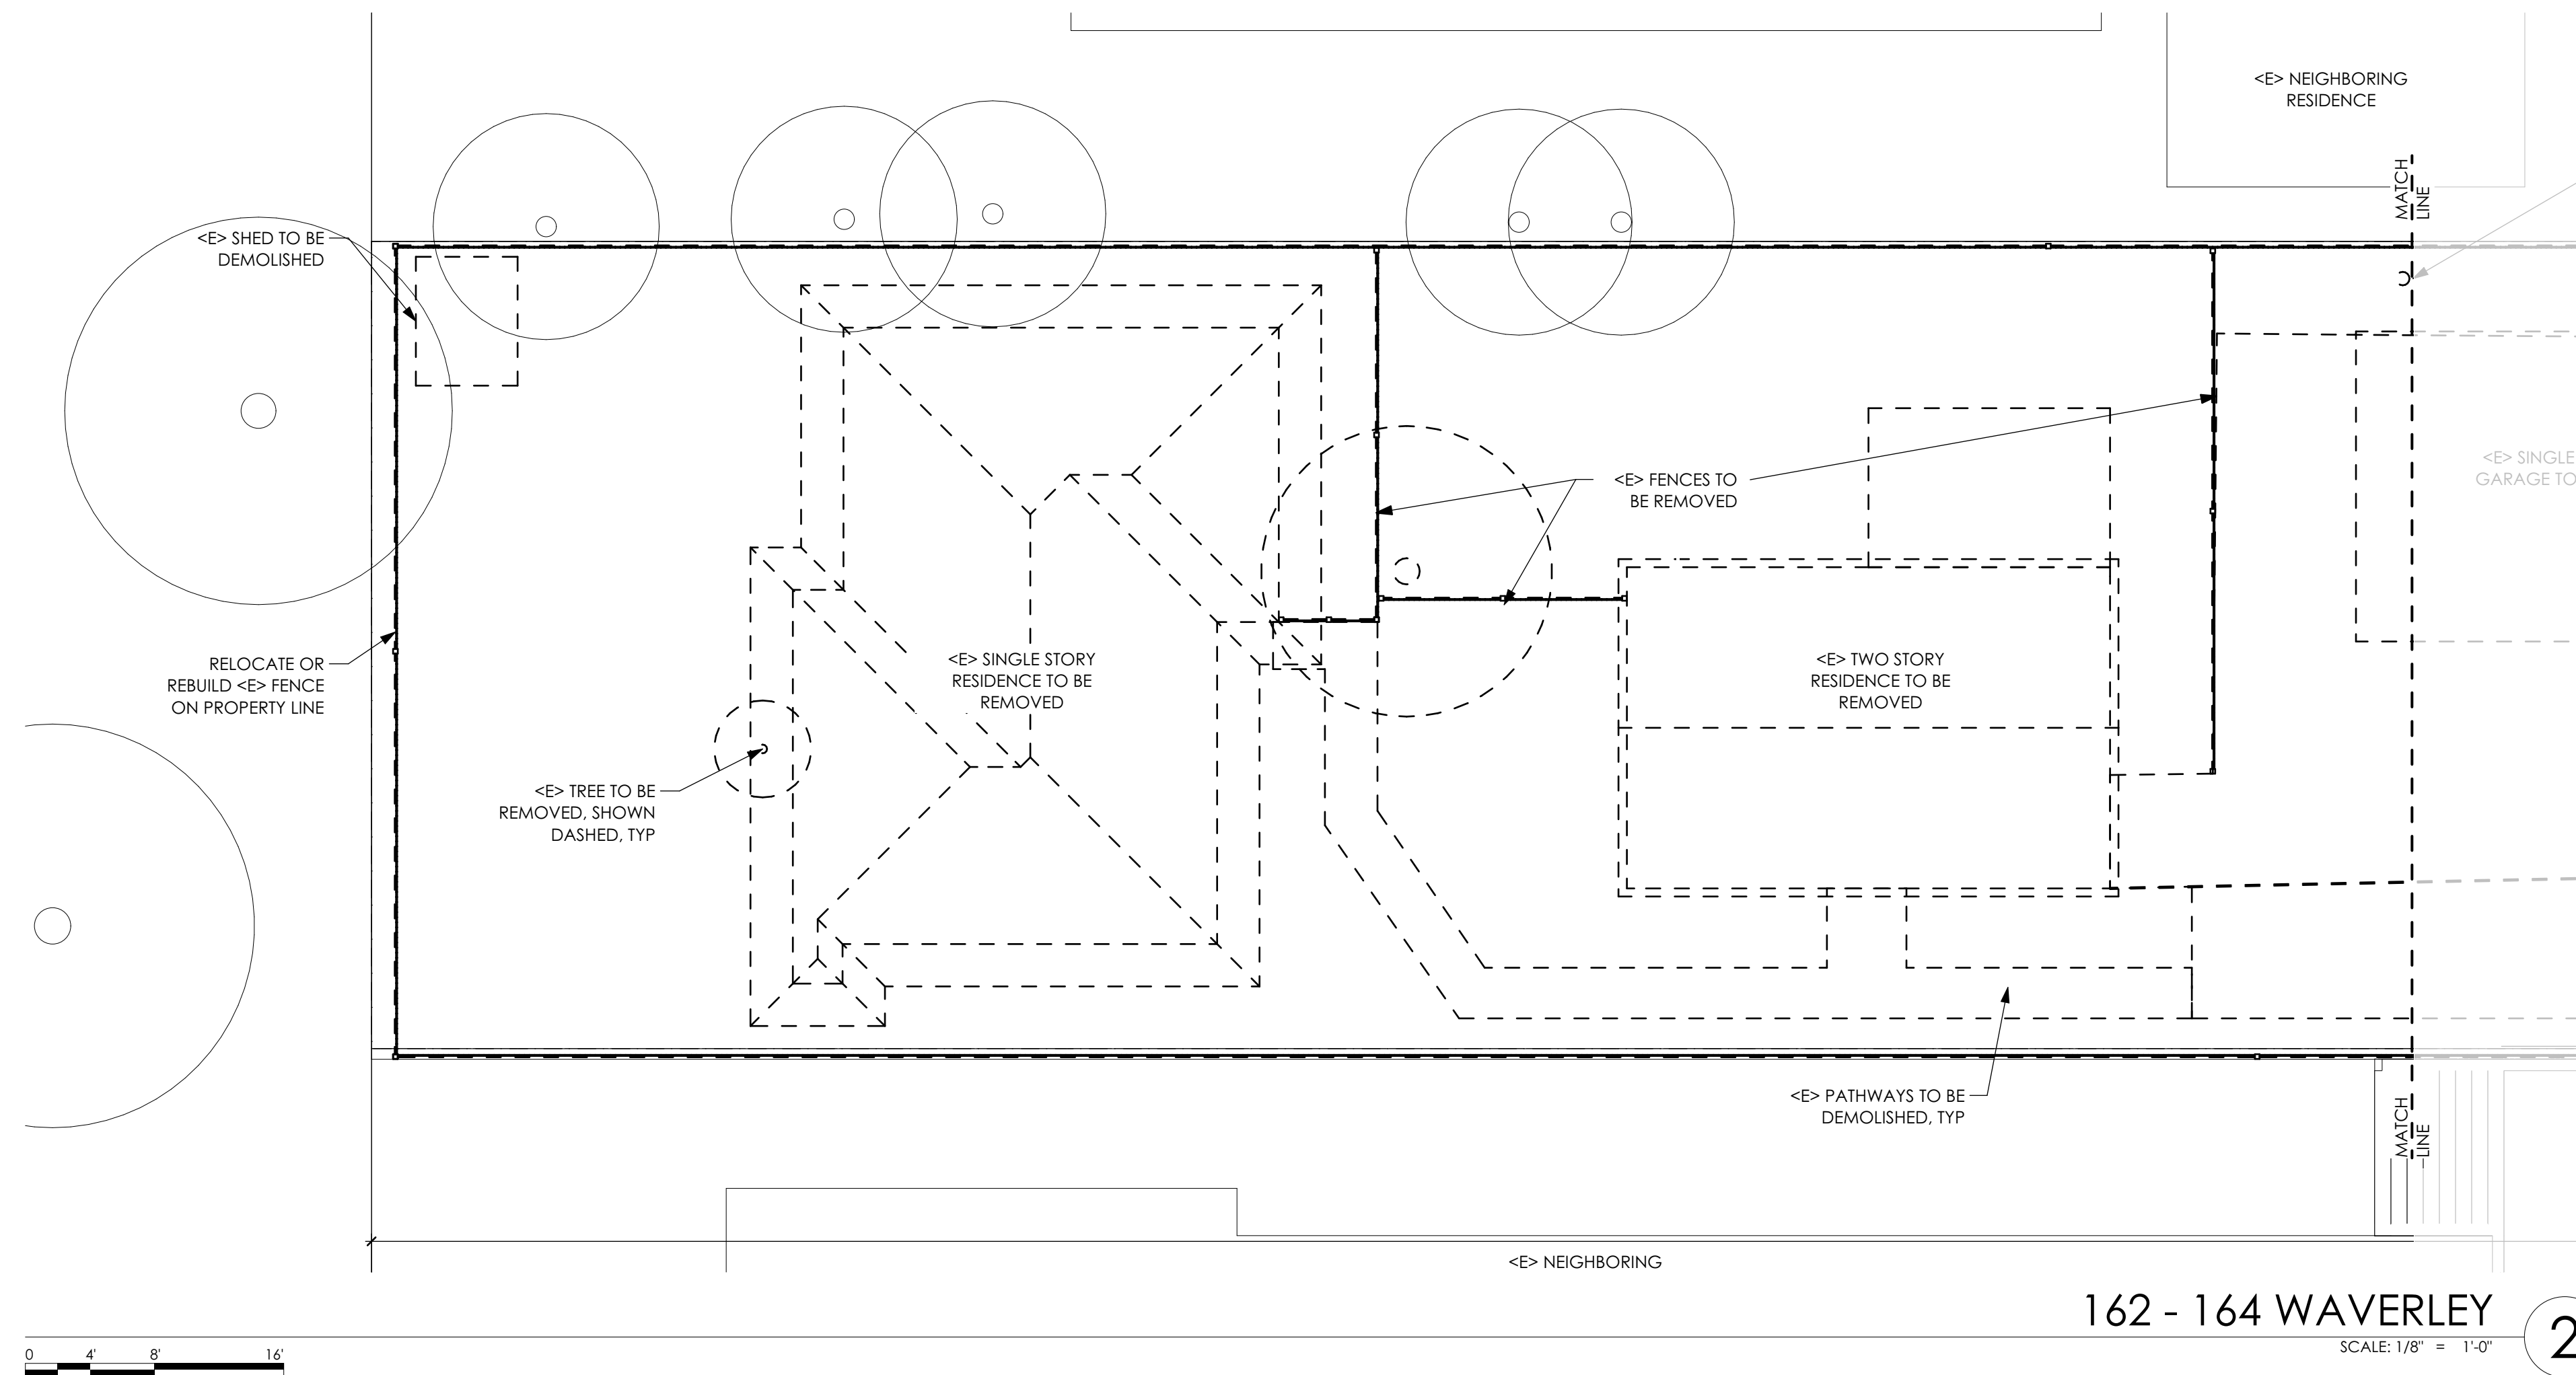 <E> NEIGHBORING
RESIDENCE
MATCH
LINE
<E> SHED TO BE
DEMOLISHED
<E> SINGLE
GARAGE TO
<E> FENCES TO
BE REMOVED
RELOCATE OR
REBUILD <E> FENCE
ON PROPERTY LINE
<E> SINGLE STORY
RESIDENCE TO BE
REMOVED
<E> TWO STORY
RESIDENCE TO BE
REMOVED
<E> TREE TO BE
REMOVED, SHOWN
DASHED, TYP
<E> PATHWAYS TO BE
DEMOLISHED, TYP
MATCH
LINE
<E> NEIGHBORING
162 - 164 WAVERLEY
2
SCALE: 1/8" = 1'-0"
0 4' 8' 16'